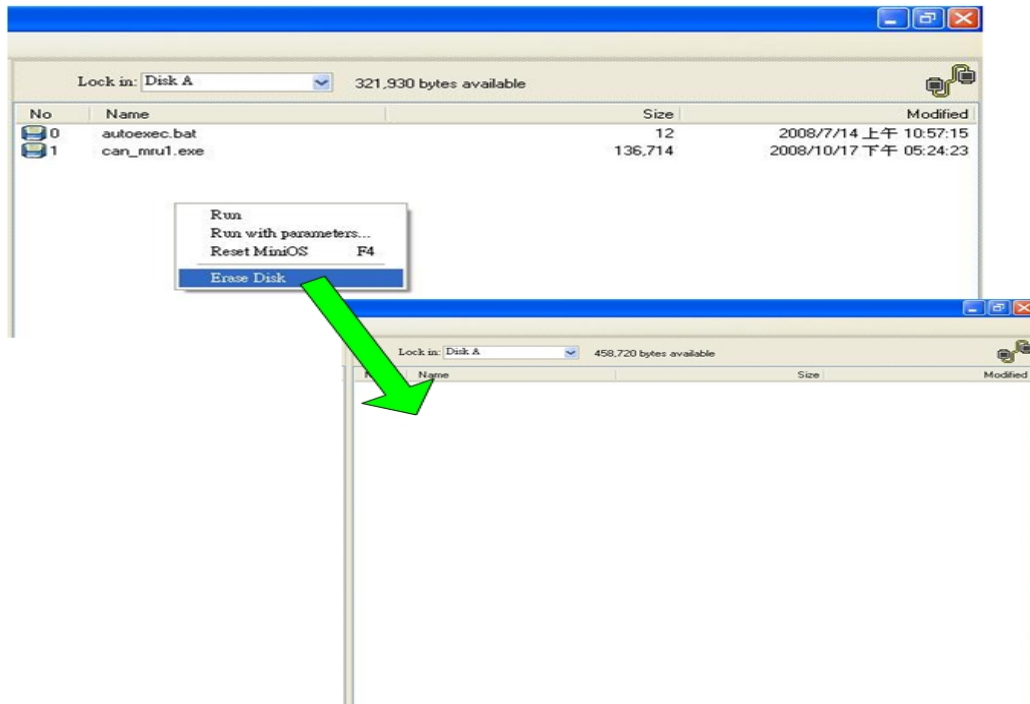 Lock in: Disk A 321,930 bytes available
No Name Size Modified
0 autoexec.bat 12 2008/7/14 上午 10:57:15
1 can_mru1.exe 136,714 2008/10/17 下午 05:24:23
Run
Run with parameters...
Reset MiniOS F4
Erase Disk
Lock in: Disk A 458,720 bytes available
Name Size Modified